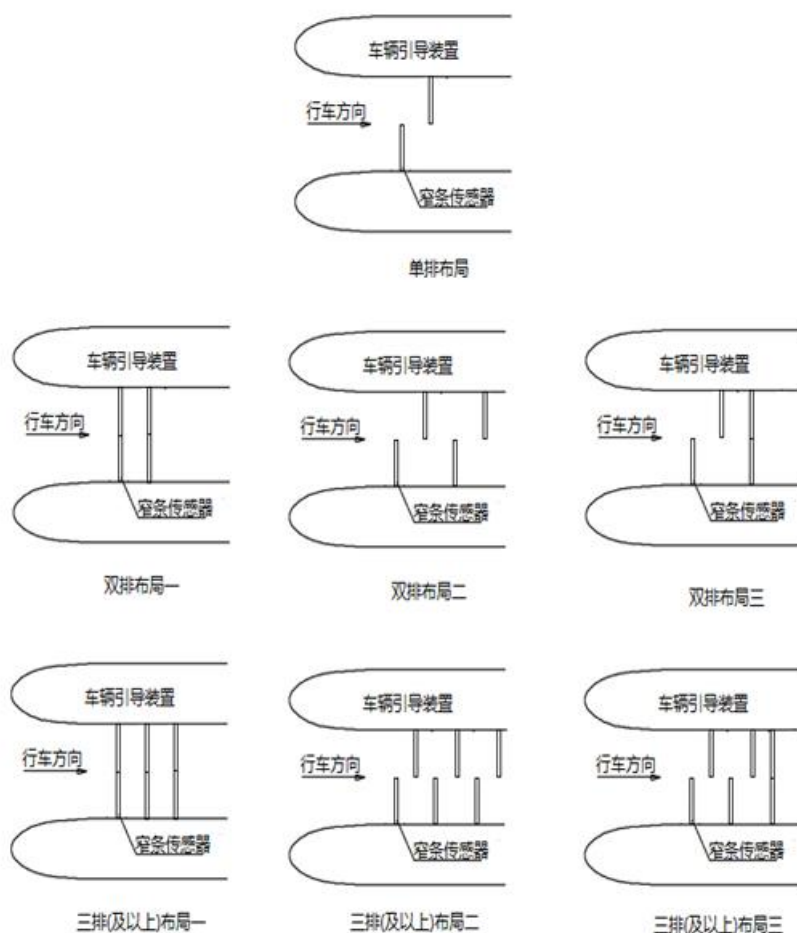 车辆引导装置
行车方向
窄条传感器
单排布局
车辆引导装置
行车方向
窄条传感器
双排布局一
车辆引导装置
行车方向
窄条传感器
双排布局二
车辆引导装置
行车方向
窄条传感器
双排布局三
车辆引导装置
行车方向
窄条传感器
三排(及以上)布局一
车辆引导装置
行车方向
窄条传感器
三排(及以上)布局二
车辆引导装置
行车方向
窄条传感器
三排(及以上)布局三